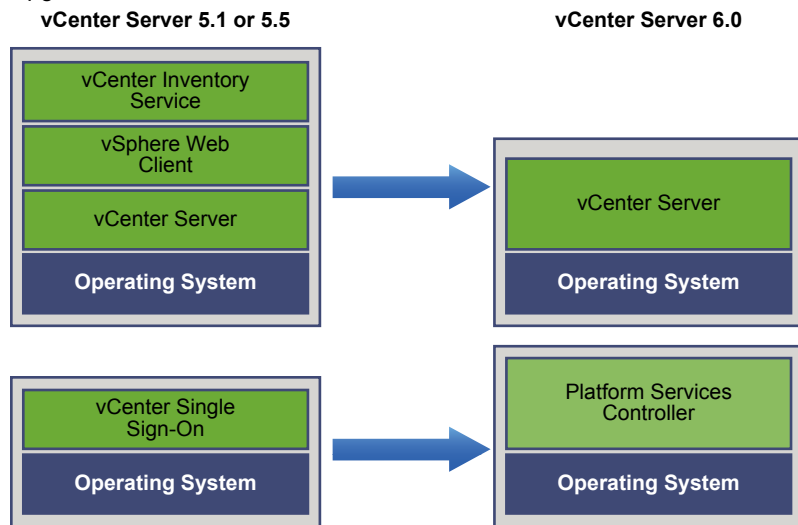 vCenter Server 5.1 or 5.5
vCenter Server 6.0
vCenter Inventory
Service
vSphere Web
Client
vCenter Server
Operating System
vCenter Server
Operating System
vCenter Single
Sign-On
Operating System
Platform Services
Controller
Operating System